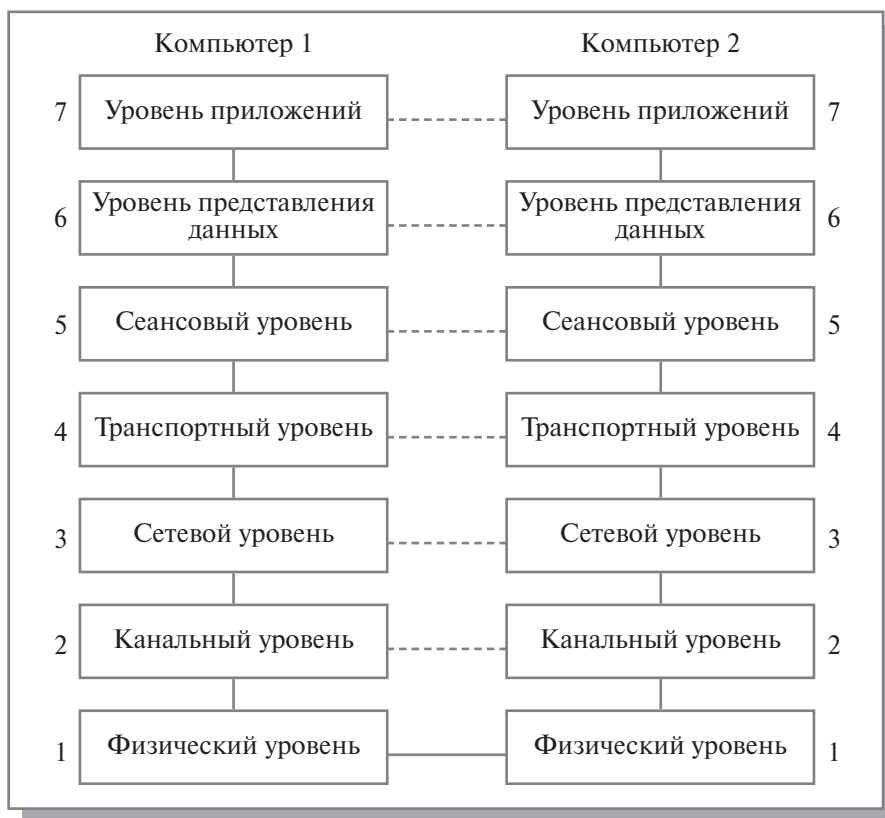 Компьютер 1 Компьютер 2
7 Уровень приложений Уровень приложений 7
6 Уровень представления данных Уровень представления данных 6
5 Сеансовый уровень Сеансовый уровень 5
4 Транспортный уровень Транспортный уровень 4
3 Сетевой уровень Сетевой уровень 3
2 Канальный уровень Канальный уровень 2
1 Физический уровень Физический уровень 1